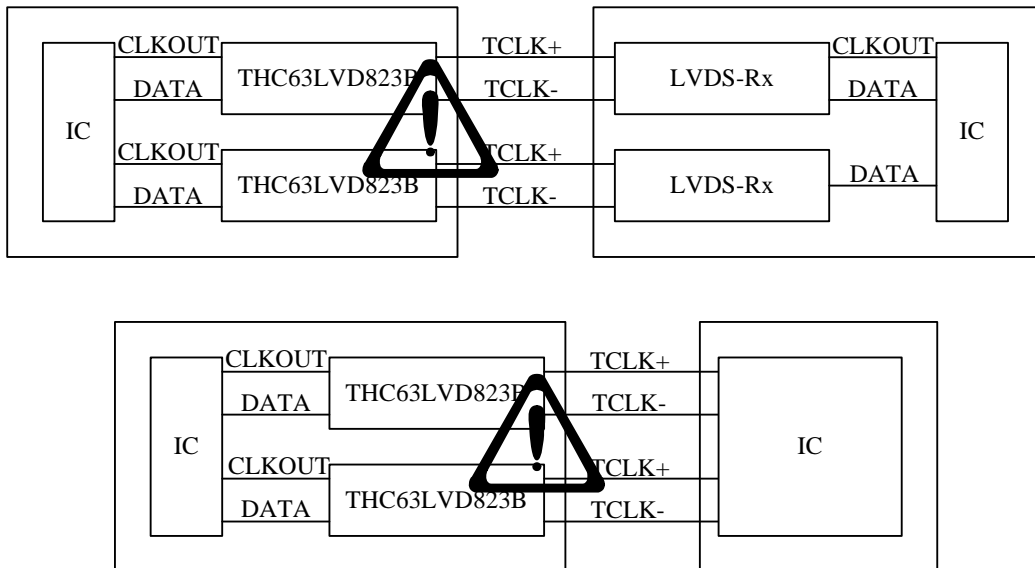 CLKOUT TCLK+ CLKOUT
THC63LVD823B LVDS-Rx
DATA TCLK- DATA
IC IC
CLKOUT TCLK+
THC63LVD823B LVDS-Rx DATA
DATA TCLK-
CLKOUT TCLK+
THC63LVD823B
DATA TCLK-
IC IC
CLKOUT TCLK+
THC63LVD823B
DATA TCLK-